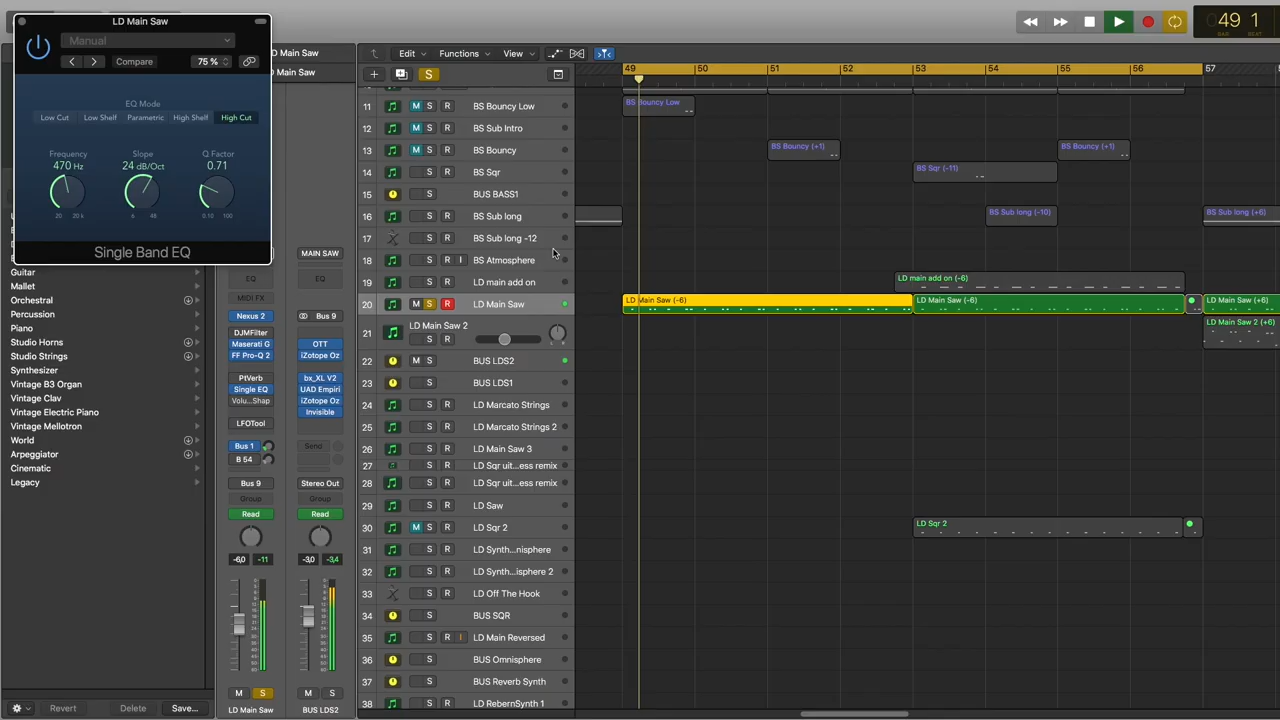 LD Main Saw
Manual
Compare
75 %
EQ Mode
Low Cut Low Shelf Parametric High Shelf High Cut
Frequency Slope Q Factor
470 Hz 24 dB/Oct 0.71
20 20 k 6 48 0.10 100
Single Band EQ
Guitar
Mallet
Orchestral
Percussion
Piano
Studio Horns
Studio Strings
Synthesizer
Vintage B3 Organ
Vintage Clav
Vintage Electric Piano
Vintage Mellotron
World
Arpeggiator
Cinematic
Legacy
Revert Delete Save...
LD Main Saw
Main Saw
MAIN SAW
EQ EQ
MIDI FX
Nexus 2 Bus 9
DJMFilter
Maserati G OTT
FF Pro-Q 2 iZotope Oz
PtVerb bx_XL V2
Single EQ UAD Empiri
Volu...Shap iZotope Oz
Invisible
LFOTool
Bus 1 Send
B 54
Bus 9 Stereo Out
Group Group
Read Read
-6,0 -11 -3,0 -3,4
M S M S
LD Main Saw BUS LDS2
Edit Functions View
S
49 1
BAR BEAT
49 50 51 52 53 54 55 56 57
11 M S R BS Bouncy Low
12 M S R BS Sub Intro
13 M S R BS Bouncy
14 S R BS Sqr
15 S BUS BASS1
16 S R BS Sub long
17 S R BS Sub long -12
18 S R I BS Atmosphere
19 S R LD main add on
20 M S R LD Main Saw
21 S R LD Main Saw 2
22 M S BUS LDS2
23 S BUS LDS1
24 S R LD Marcato Strings
25 S R LD Marcato Strings 2
26 S R LD Main Saw 3
27 S R LD Sqr uit...ess remix
28 S R LD Sqr uit...ess remix
29 S R LD Saw
30 M S R LD Sqr 2
31 S R LD Synth...nisphere
32 S R LD Synth...isphere 2
33 S R LD Off The Hook
34 S BUS SQR
35 S R I LD Main Reversed
36 S BUS Omnisphere
37 S BUS Reverb Synth
38 S R LD RebernSynth 1
BS Bouncy Low
BS Bouncy (+1) BS Bouncy (+1)
BS Sqr (-11)
BS Sub long (-10) BS Sub long (+6)
LD main add on (-6)
LD Main Saw (-6) LD Main Saw (-6) LD Main Saw (+6)
LD Main Saw 2 (+6)
LD Sqr 2